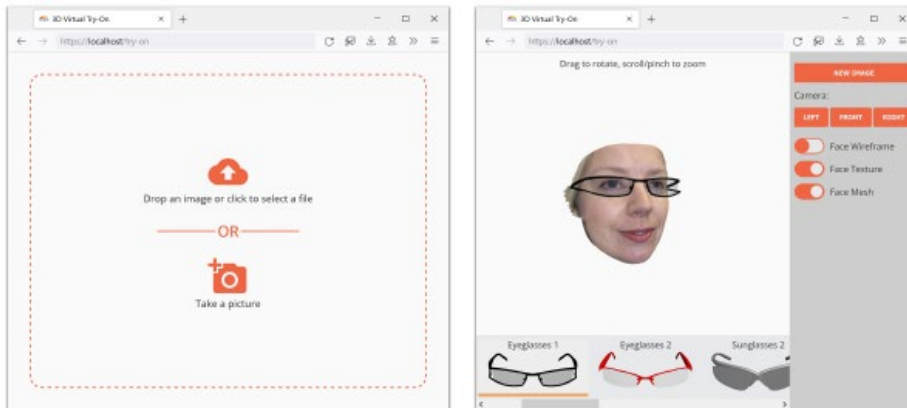 3D Virtual Try-On
https://localhost/try-on
Drop an image or click to select a file
OR
Take a picture
3D Virtual Try-On
https://localhost/try-on
Drag to rotate, scroll/pinch to zoom
NEW IMAGE
Camera:
LEFT FRONT RIGHT
Face Wireframe
Face Texture
Face Mesh
Eyeglasses 1 Eyeglasses 2 Sunglasses 2